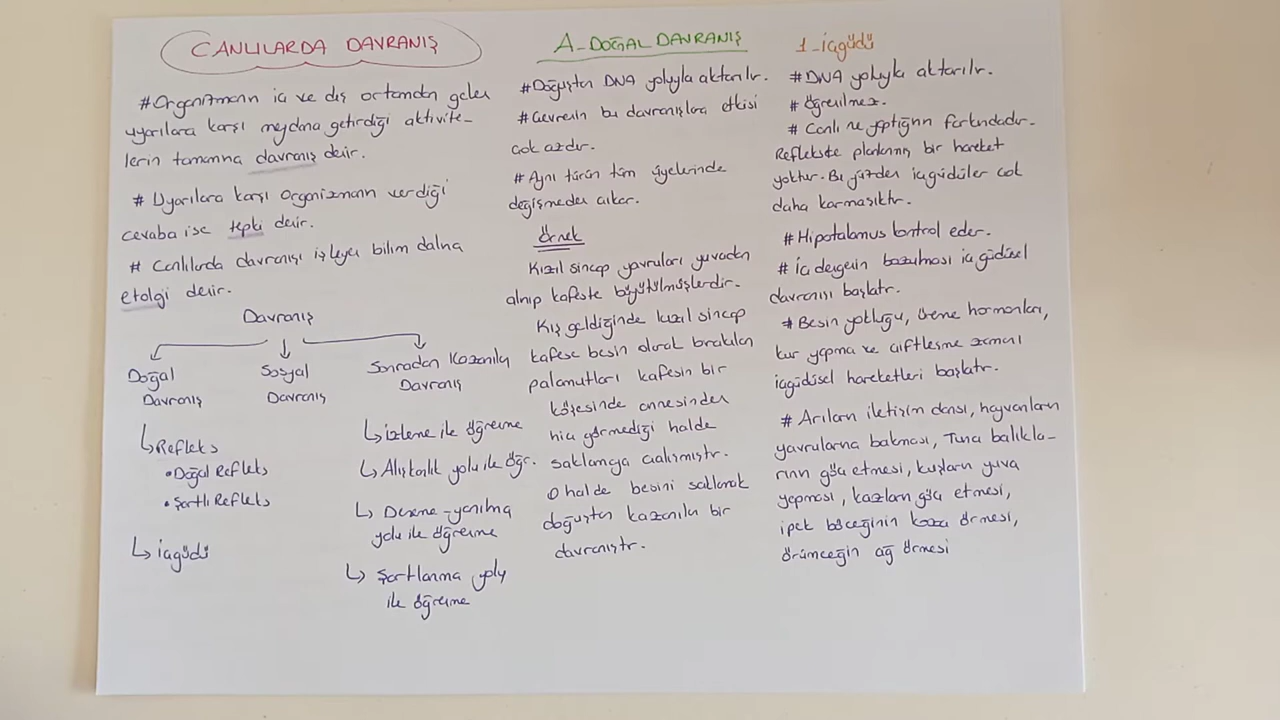 CANLILARDA DAVRANIŞ
#Organizmanın iç ve dış ortamdan gelen
uyarılara karşı meydana getirdiği aktivite-
lerin tamamına davranış denir.
# Uyarılara karşı organizmanın verdiği
cevaba ise tepki denir.
# Canlılarda davranışı işleyen bilim dalına
etolgi denir.
Davranış
Doğal Davranış
Sosyal Davranış
Sonradan Kazanılan Davranış
↳Refleks
•Doğal Refleks
•Şartlı Refleks
↳İçgüdü
↳izleme ile öğrenme
↳Alışkanlık yolu ile öğr.
↳ Deneme-yanılma
yolu ile öğrenme
↳ Şartlanma yolu
ile öğrenme
A-DOĞAL DAVRANIŞ
#Doğuştan DNA yoluyla aktarılır.
#Çevrenin bu davranışlara etkisi
çok azdır.
#Aynı türün tüm üyelerinde
değişmeden çıkar.
Örnek
Kızıl sincap yavruları yuvadan
alınıp kafeste büyütülmüşlerdir.
Kış geldiğinde kızıl sincap
kafese besin olarak bırakılan
palamutları kafesin bir
köşesinde annesinden
hiç görmediği halde
saklamaya çalışmıştır.
O halde besini saklamak
doğuştan kazanılan bir
davranıştır.
1-İçgüdü
#DNA yoluyla aktarılır.
# Öğrenilmez.
# Canlı ne yaptığının farkındadır.
Reflekste planlanmış bir hareket
yoktur. Bu yüzden içgüdüler çok
daha karmaşıktır.
#Hipotalamus kontrol eder.
# İç dengenin bozulması içgüdüsel
davranışı başlatır.
# Besin yokluğu, üreme hormonları,
kur yapma ve çiftleşme zamanı
içgüdüsel hareketleri başlatır.
# Arıların iletişim dansı, hayvanların
yavrularına bakması, Tuna balıkla-
rının göç etmesi, kuşların yuva
yapması, kazların göç etmesi,
ipek böceğinin koza örmesi,
örümceğin ağ örmesi